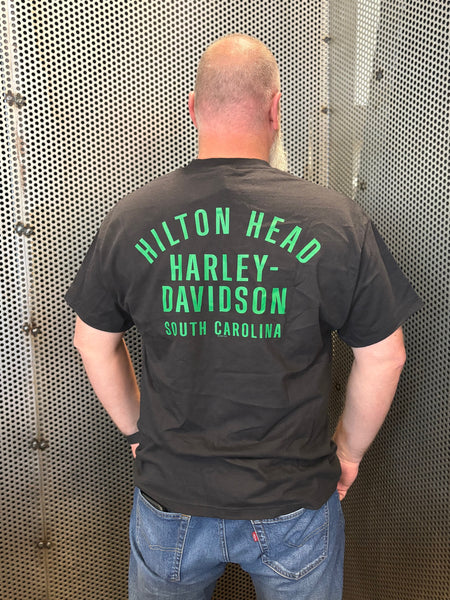 HILTON HEAD
HARLEY-
DAVIDSON
SOUTH CAROLINA